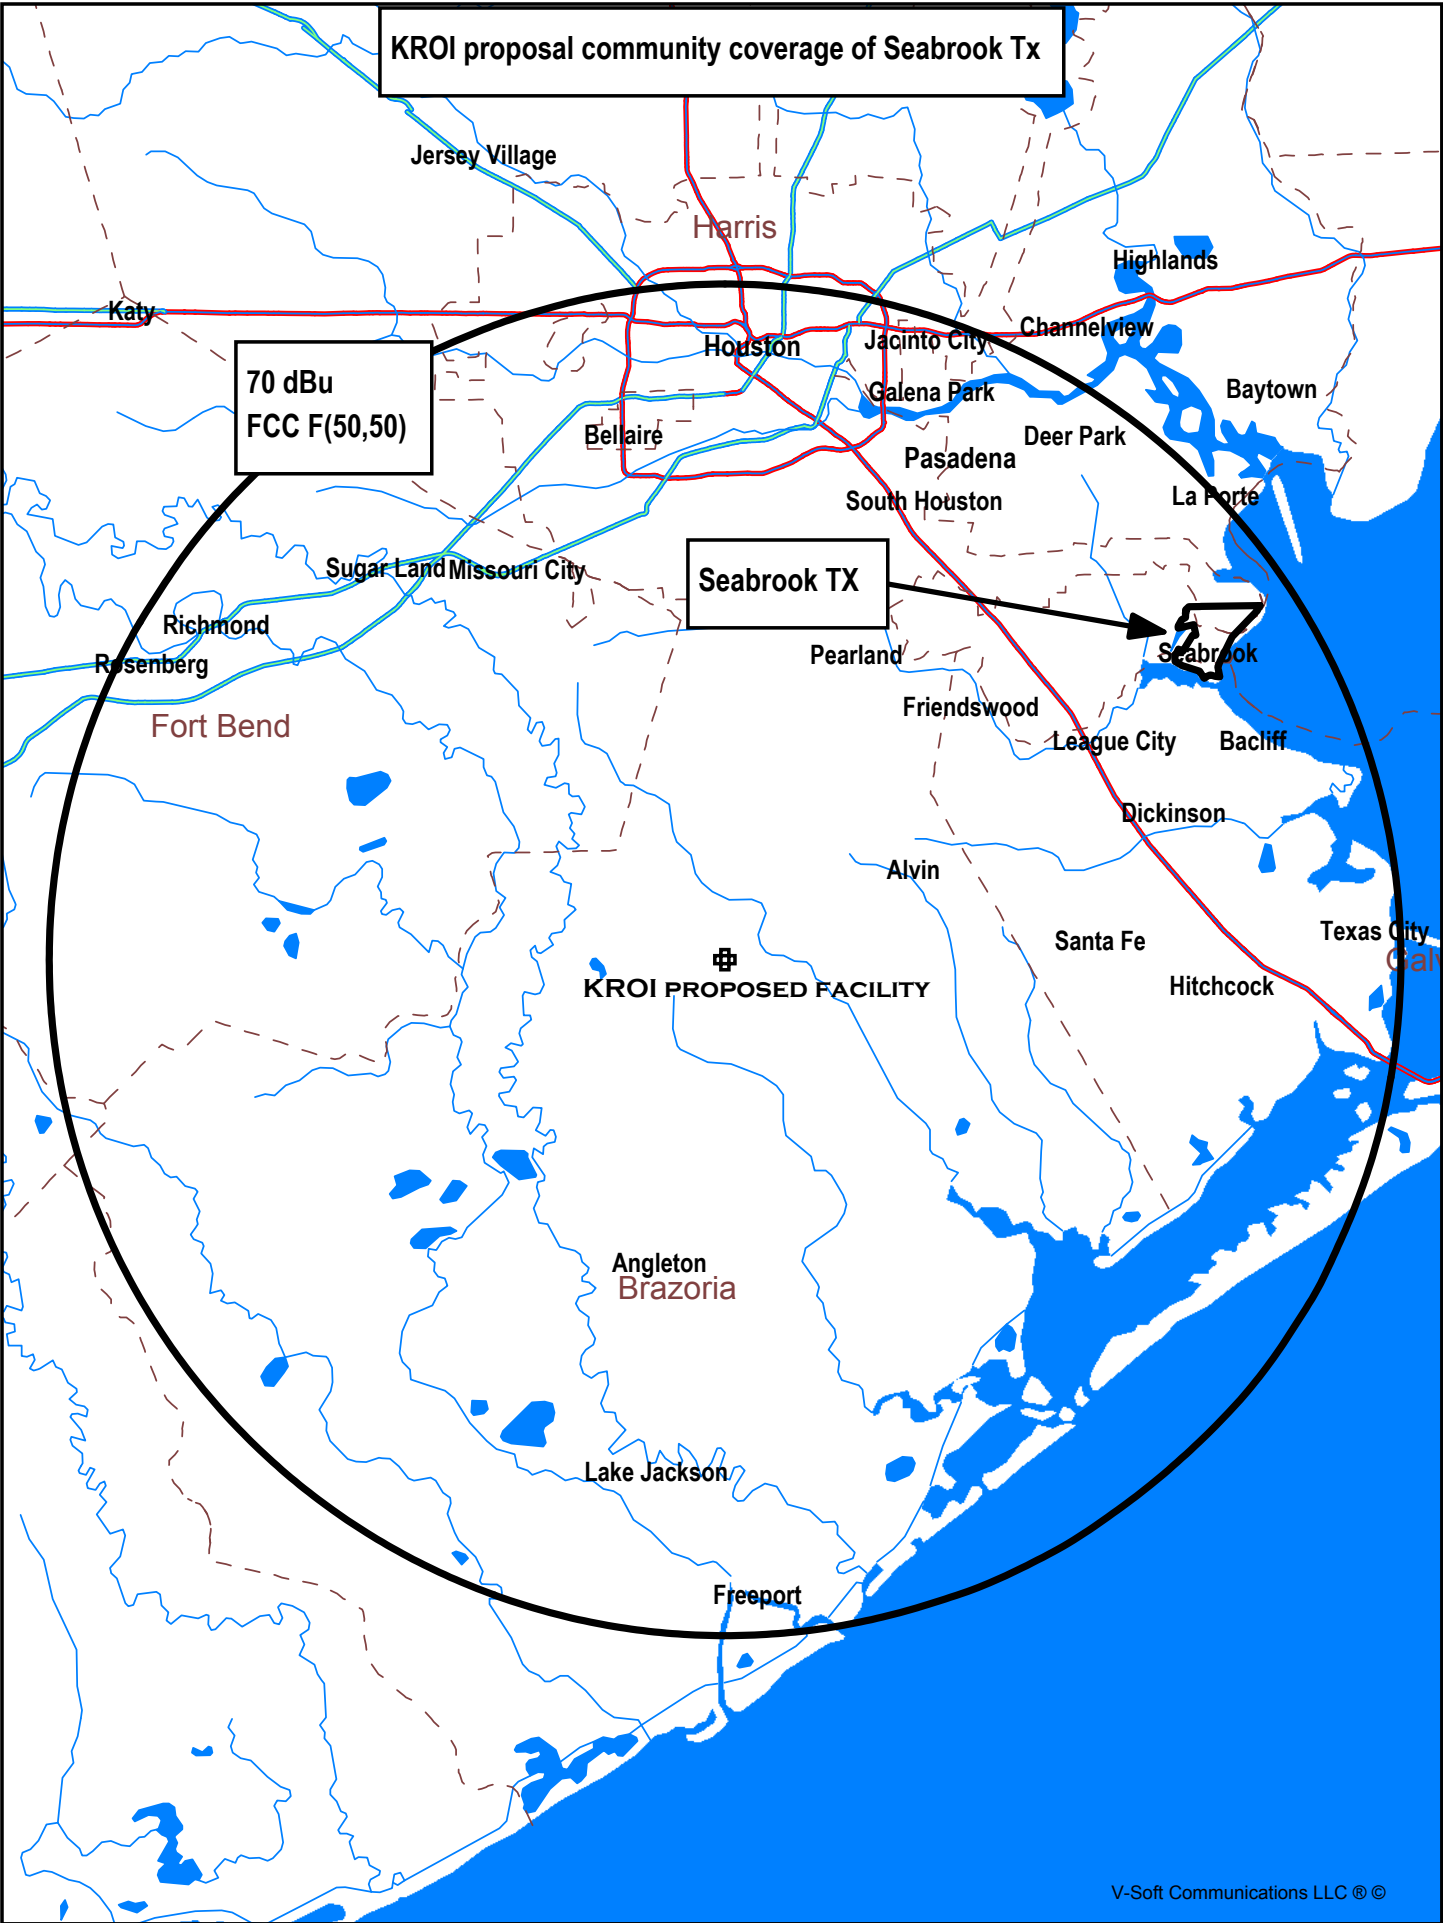 KROI proposal community coverage of Seabrook Tx
Jersey Village
Harris
Highlands
Katy
Channelview
Jacinto City
Houston
70 dBu
FCC F(50,50)
Galena Park
Baytown
Bellaire
Deer Park
Pasadena
La Porte
South Houston
Sugar Land
Missouri City
Seabrook TX
Richmond
Pearland
Seabrook
Rosenberg
Friendswood
Fort Bend
League City
Bacliff
Dickinson
Alvin
Texas City
Santa Fe
Galv
KROI PROPOSED FACILITY
Hitchcock
Angleton
Brazoria
Lake Jackson
Freeport
V-Soft Communications LLC ® ©